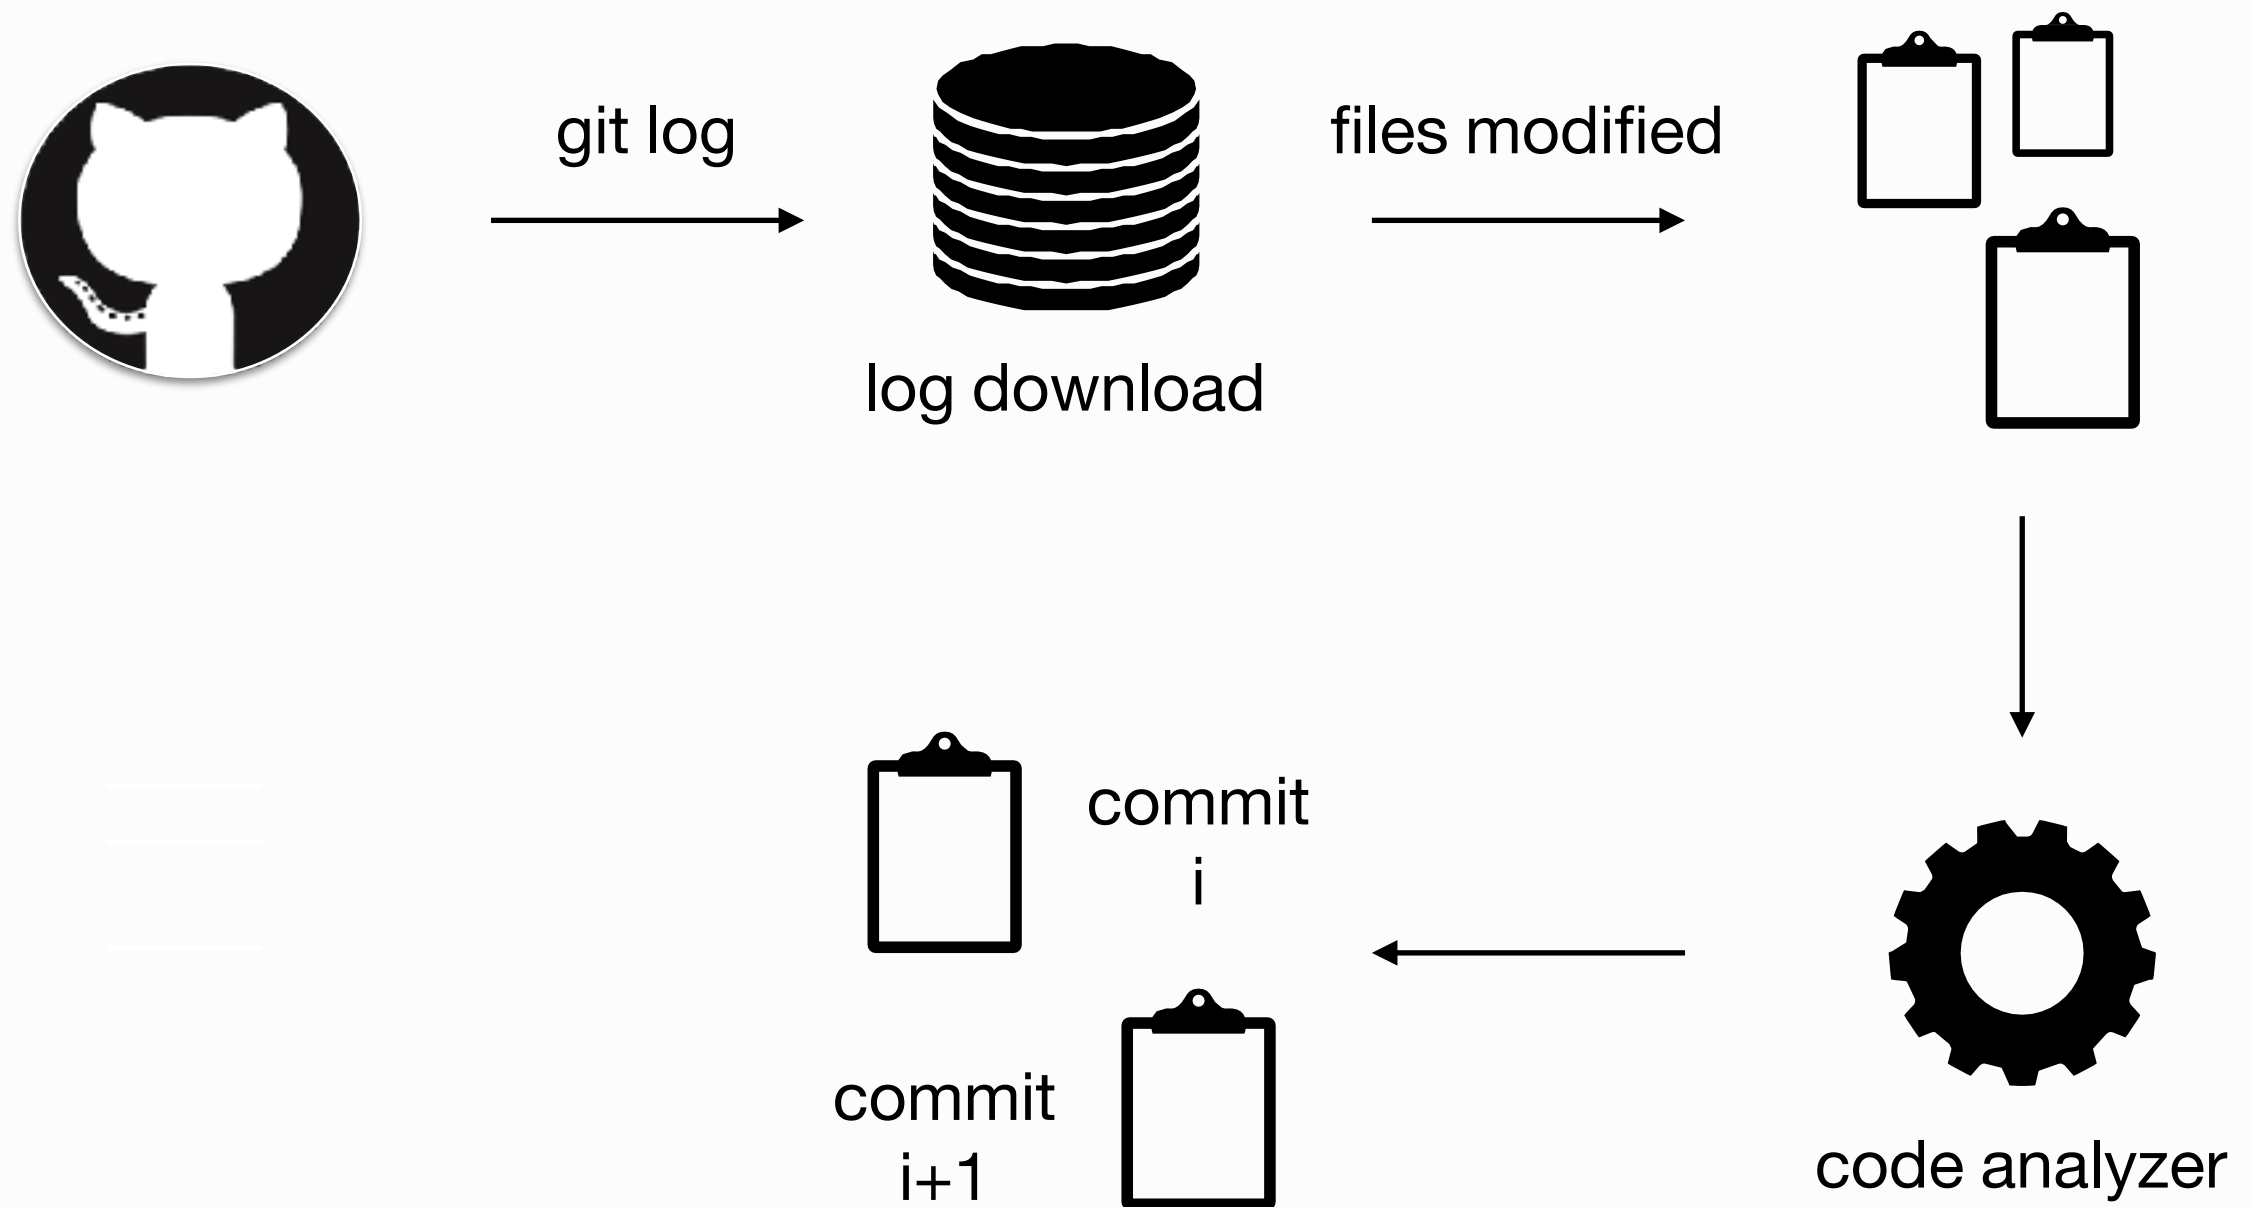 git log
files modified
log download
commit
i
commit
i+1
code analyzer